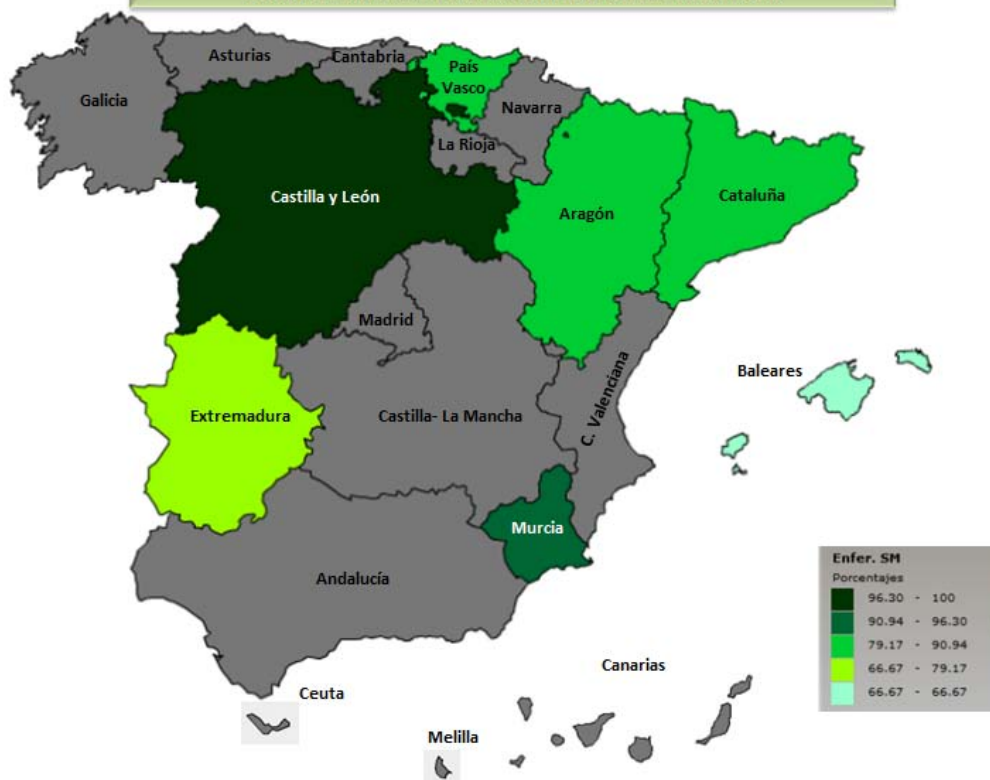 Asturias
Cantabria
País
Vasco
Galicia
Navarra
La Rioja
Castilla y León
Aragón
Cataluña
Madrid
Baleares
C. Valenciana
Extremadura
Castilla- La Mancha
Murcia
Andalucía
Enfer. SM
Porcentajes
96.30 - 100
90.94 - 96.30
79.17 - 90.94
66.67 - 79.17
66.67 - 66.67
Canarias
Ceuta
Melilla